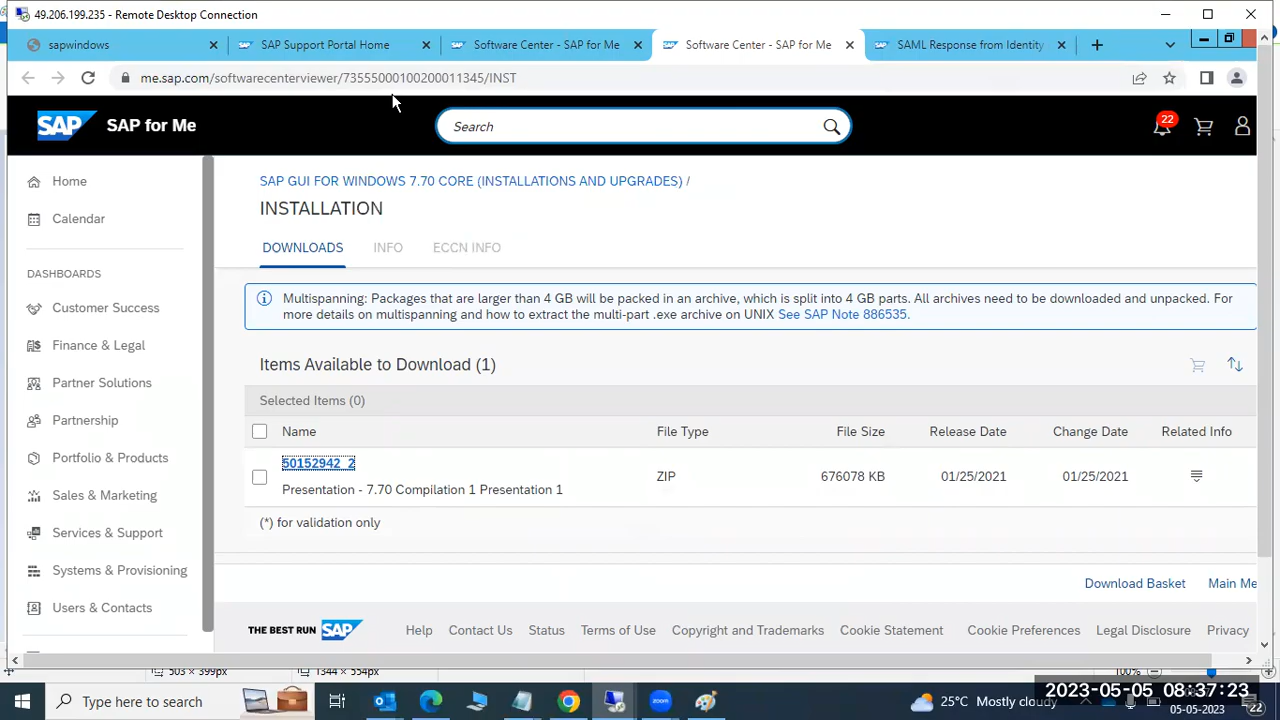 49.206.199.235 - Remote Desktop Connection
sapwindows
SAP Support Portal Home
Software Center - SAP for Me
Software Center - SAP for Me
SAML Response from Identity
me.sap.com/softwarecenterviewer/73555000100200011345/INST
SAP
SAP for Me
Search
22
Home
Calendar
DASHBOARDS
Customer Success
Finance & Legal
Partner Solutions
Partnership
Portfolio & Products
Sales & Marketing
Services & Support
Systems & Provisioning
Users & Contacts
SAP GUI FOR WINDOWS 7.70 CORE (INSTALLATIONS AND UPGRADES) /
INSTALLATION
DOWNLOADS INFO ECCN INFO
Multispanning: Packages that are larger than 4 GB will be packed in an archive, which is split into 4 GB parts. All archives need to be downloaded and unpacked. For
more details on multispanning and how to extract the multi-part .exe archive on UNIX See SAP Note 886535.
Items Available to Download (1)
Selected Items (0)
Name File Type File Size Release Date Change Date Related Info
50152942_2
Presentation - 7.70 Compilation 1 Presentation 1
ZIP 676078 KB 01/25/2021 01/25/2021
(*) for validation only
Download Basket Main Me
THE BEST RUN SAP
Help Contact Us Status Terms of Use Copyright and Trademarks Cookie Statement Cookie Preferences Legal Disclosure Privacy
503 × 399px 1344 × 554px 100%
Type here to search
25°C Mostly cloudy
2023-05-05 08:37:23
05-05-2023
22